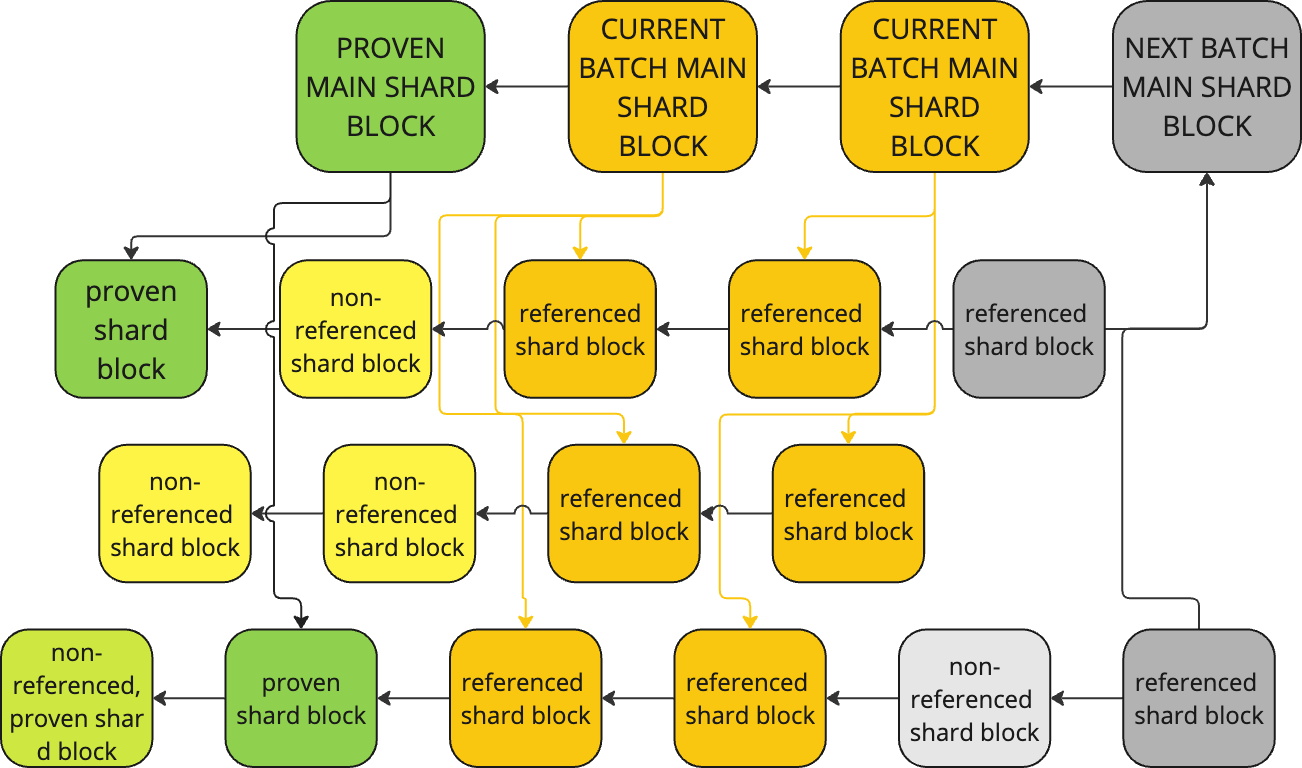 PROVEN
MAIN SHARD
BLOCK
CURRENT
BATCH MAIN
SHARD
BLOCK
CURRENT
BATCH MAIN
SHARD
BLOCK
NEXT BATCH
MAIN SHARD
BLOCK
proven
shard
block
non-
referenced
shard block
referenced
shard block
referenced
shard block
referenced
shard block
non-
referenced
shard block
non-
referenced
shard block
referenced
shard block
referenced
shard block
non-
referenced,
proven shar
d block
proven
shard block
referenced
shard block
referenced
shard block
non-
referenced
shard block
referenced
shard block